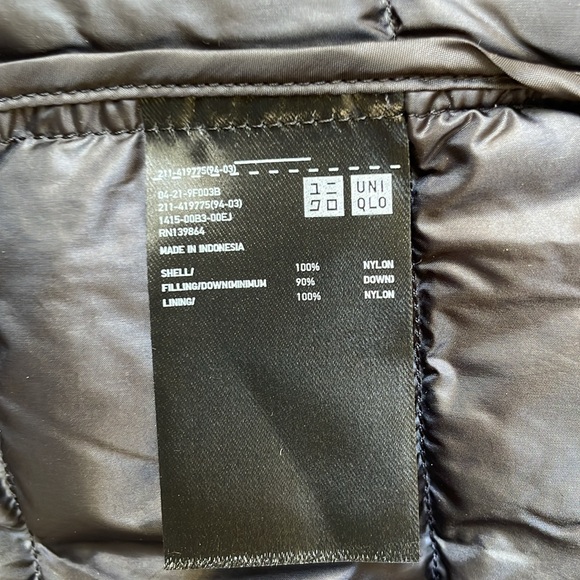 211-419775(94-03)
04-21-9F003B
211-419775(94-03)
1415-00B3-00EJ
RN139864
MADE IN INDONESIA
ユニ
クロ
UNI
QLO
SHELL/ 100% NYLON
FILLING/DOWN(MINIMUM 90% DOWN)
LINING/ 100% NYLON